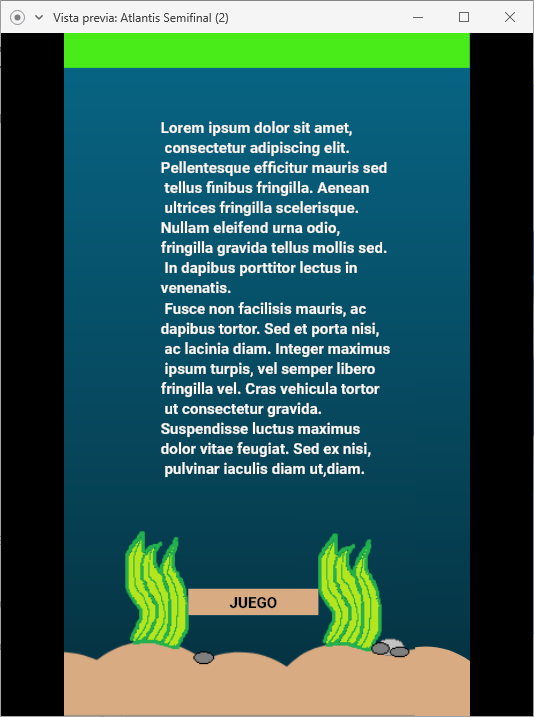 Vista previa: Atlantis Semifinal (2)
Lorem ipsum dolor sit amet,
consectetur adipiscing elit.
Pellentesque efficitur mauris sed
tellus finibus fringilla. Aenean
ultrices fringilla scelerisque.
Nullam eleifend urna odio,
fringilla gravida tellus mollis sed.
In dapibus porttitor lectus in
venenatis.
Fusce non facilisis mauris, ac
dapibus tortor. Sed et porta nisi,
ac lacinia diam. Integer maximus
ipsum turpis, vel semper libero
fringilla vel. Cras vehicula tortor
ut consectetur gravida.
Suspendisse luctus maximus
dolor vitae feugiat. Sed ex nisi,
pulvinar iaculis diam ut,diam.
JUEGO